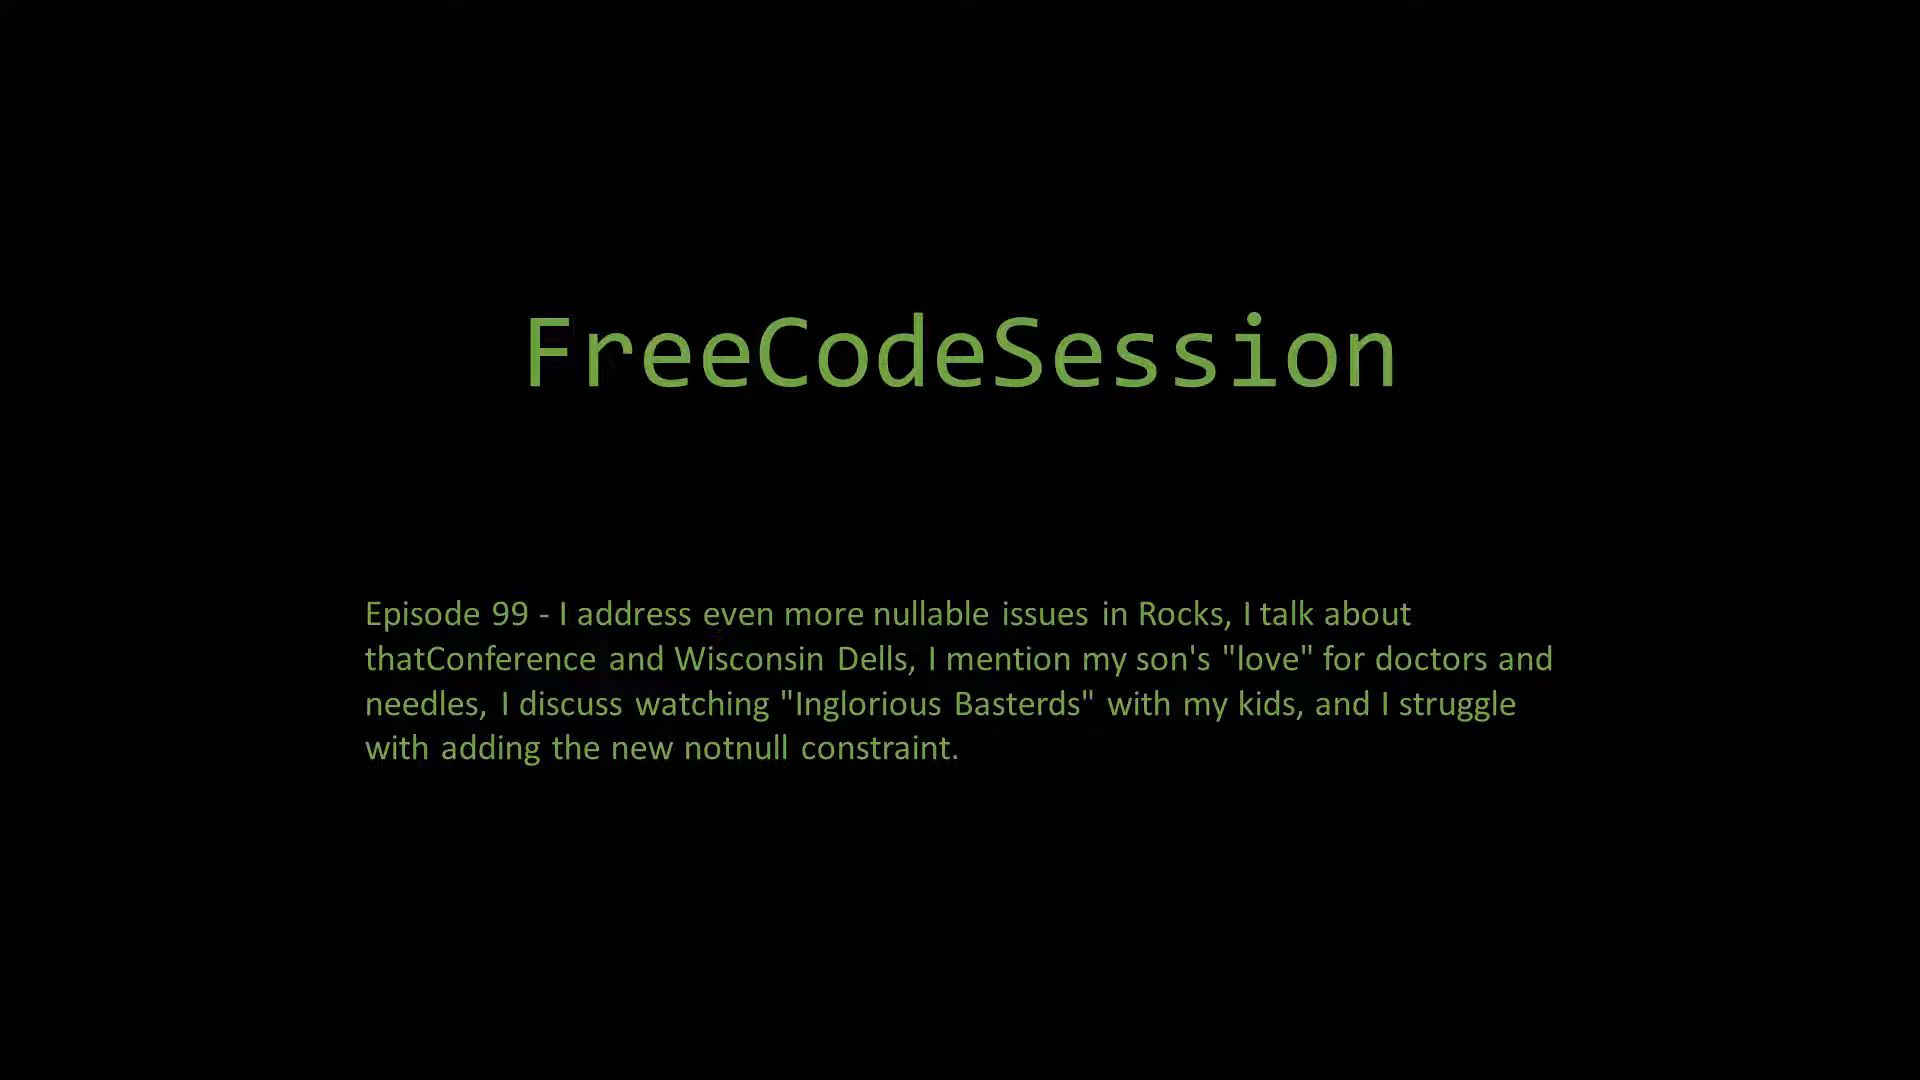 FreeCodeSession
Episode 99 - I address even more nullable issues in Rocks, I talk about
thatConference and Wisconsin Dells, I mention my son's "love" for doctors and
needles, I discuss watching "Inglorious Basterds" with my kids, and I struggle
with adding the new notnull constraint.